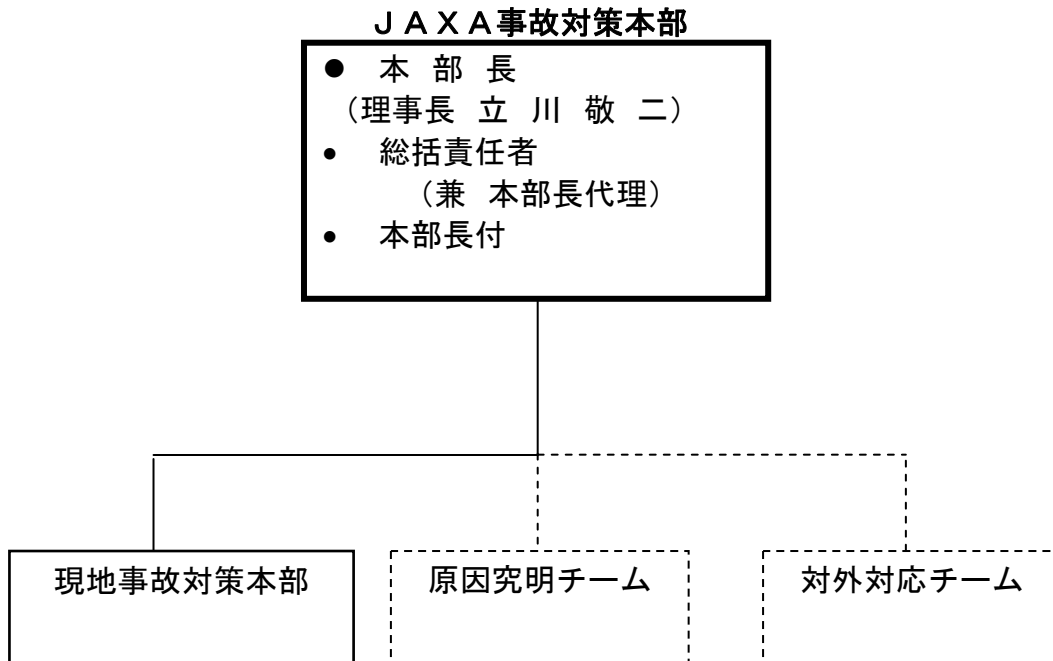 ＪＡＸＡ事故対策本部
● 本 部 長
（理事長 立 川 敬 二）
• 総括責任者
（兼 本部長代理）
• 本部長付
現地事故対策本部
原因究明チーム
対外対応チーム